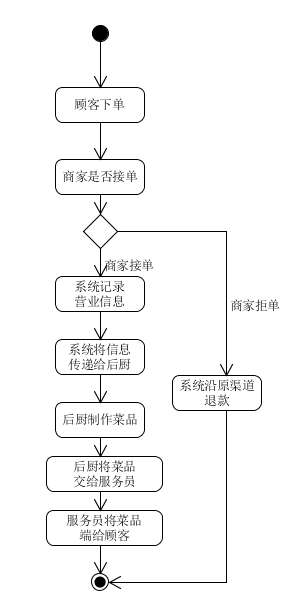 顾客下单
商家是否接单
商家接单
系统记录
营业信息
商家拒单
系统将信息
传递给后厨
系统沿原渠道
退款
后厨制作菜品
后厨将菜品
交给服务员
服务员将菜品
端给顾客